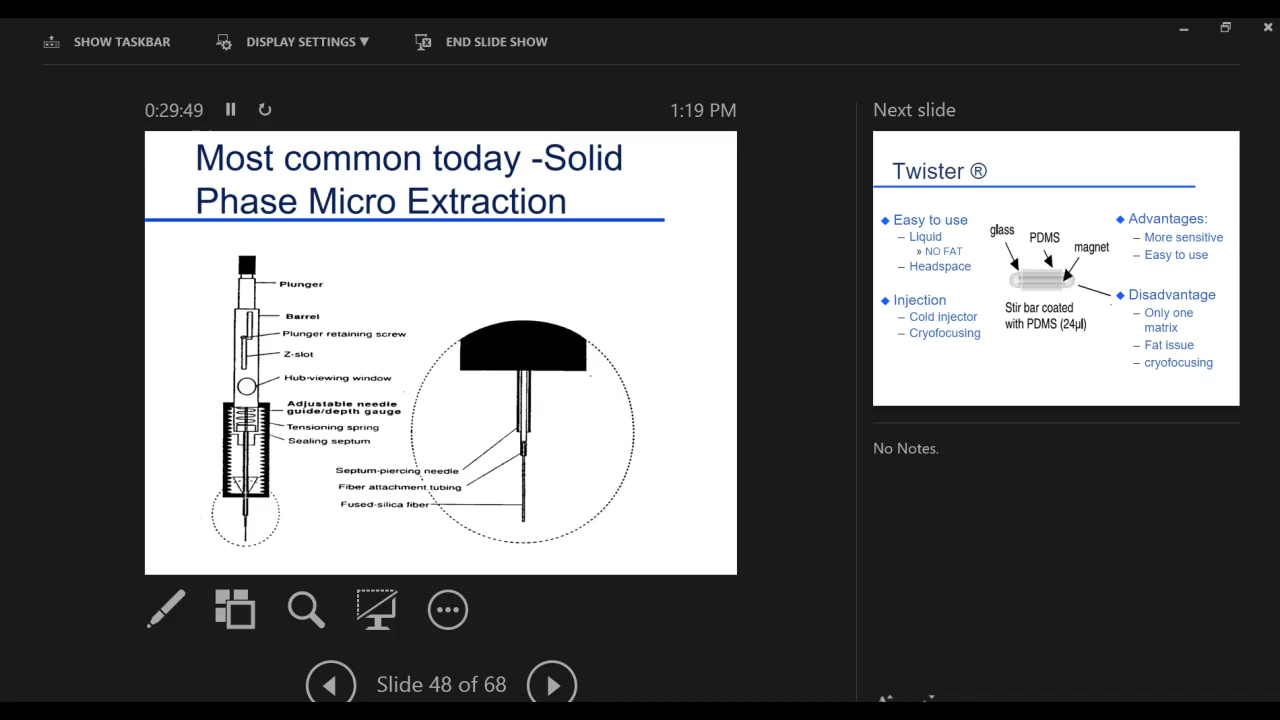 SHOW TASKBAR
DISPLAY SETTINGS ▼
END SLIDE SHOW
0:29:49
1:19 PM
Most common today -Solid
Phase Micro Extraction
Plunger
Barrel
Plunger retaining screw
Z-slot
Hub-viewing window
Adjustable needle
guide/depth gauge
Tensioning spring
Sealing septum
Septum-piercing needle
Fiber attachment tubing
Fused-silica fiber
Slide 48 of 68
Next slide
Twister ®
◆ Easy to use
– Liquid
» NO FAT
– Headspace
◆ Injection
– Cold injector
– Cryofocusing
glass
PDMS
magnet
Stir bar coated
with PDMS (24µl)
◆ Advantages:
– More sensitive
– Easy to use
◆ Disadvantage
– Only one
matrix
– Fat issue
– cryofocusing
No Notes.